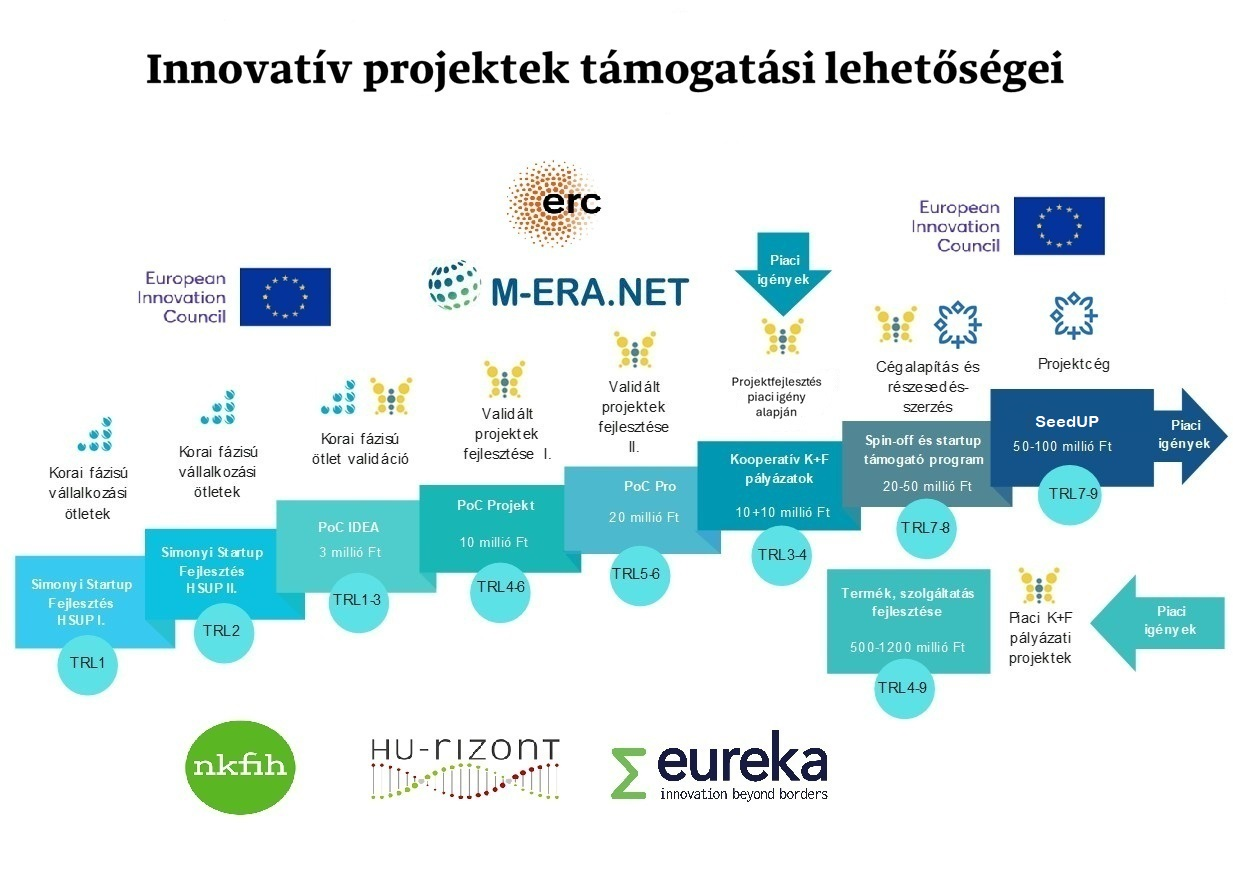 Innovatív projektek támogatási lehetőségei
erc
European
Innovation
Council
European
Innovation
Council
M-ERA.NET
Piaci
igények
Korai fázisú
vállalkozási
ötletek
Korai fázisú
vállalkozási
ötletek
Korai fázisú
ötlet validáció
Validált
projektek
fejlesztése I.
Validált
projektek
fejlesztése
II.
Projektfejlesztés
piaci igény
alapján
Cégalapítás és
részesedés-
szerzés
Projektcég
Simonyi Startup
Fejlesztés
HSUP I.
TRL1
Simonyi Startup
Fejlesztés
HSUP II.
TRL2
PoC IDEA
3 millió Ft
TRL1-3
PoC Projekt
10 millió Ft
TRL4-6
PoC Pro
20 millió Ft
TRL5-6
Kooperatív K+F
pályázatok
10+10 millió Ft
TRL3-4
Spin-off és startup
támogató program
20-50 millió Ft
TRL7-8
SeedUP
50-100 millió Ft
TRL7-9
Piaci
igények
Termék, szolgáltatás
fejlesztése
500-1200 millió Ft
TRL4-9
Piaci K+F
pályázati
projektek
Piaci
igények
nkfih
HU-rizont
eureka
innovation beyond borders